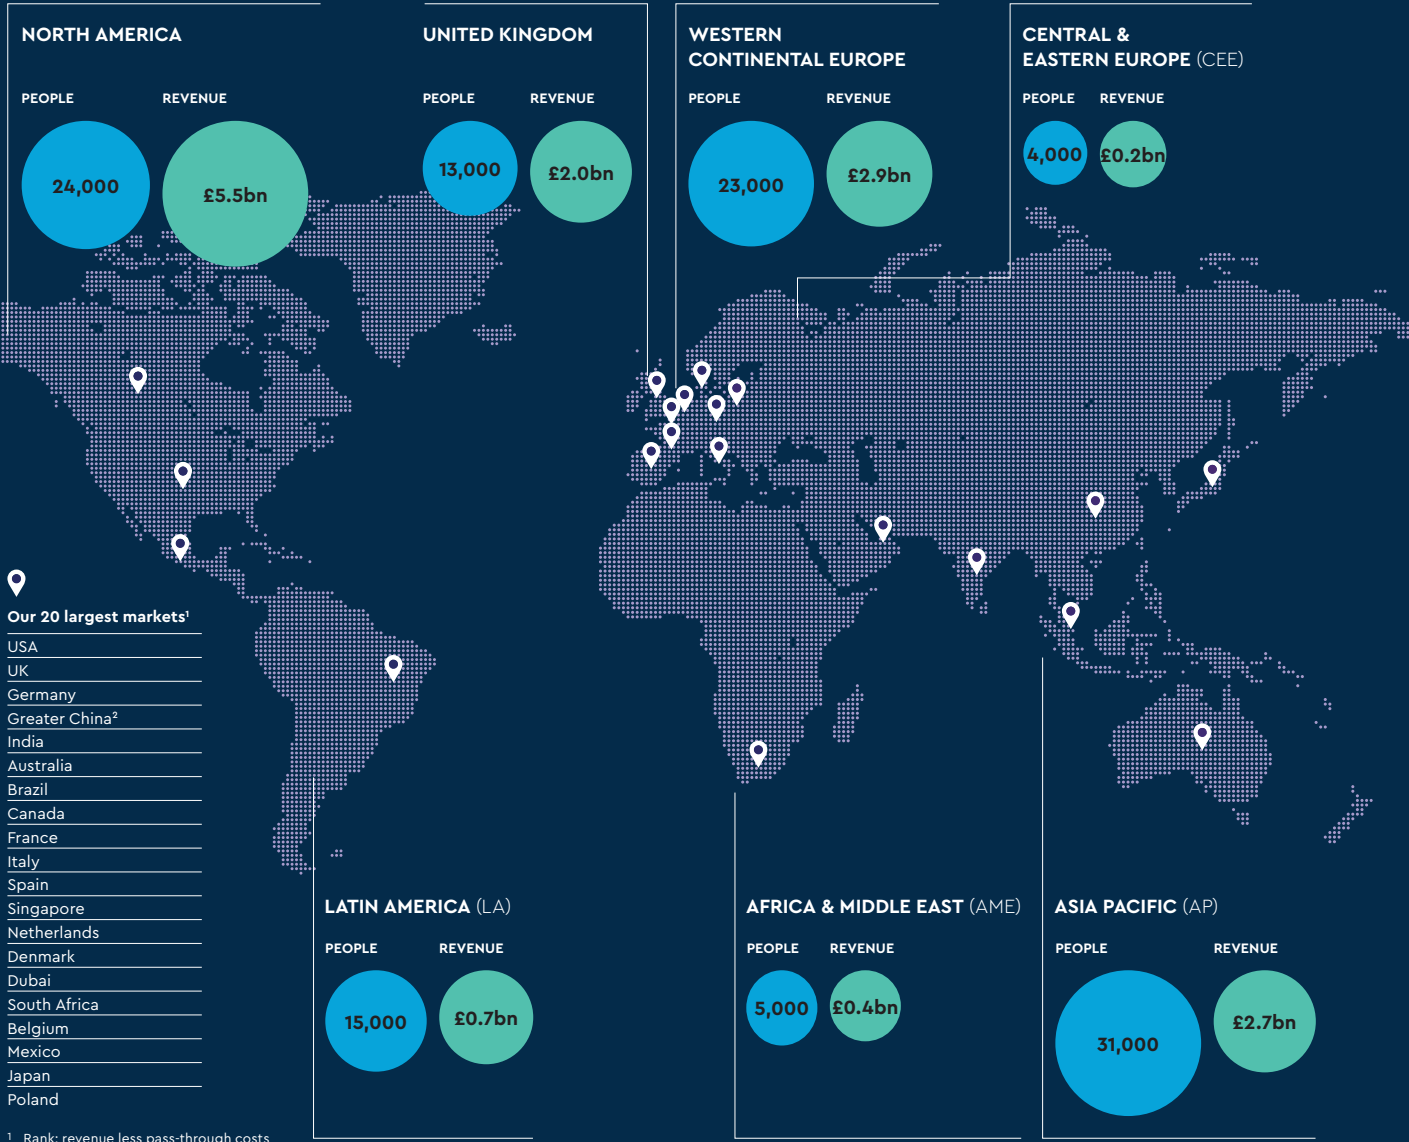 NORTH AMERICA
PEOPLE REVENUE
24,000 £5.5bn
UNITED KINGDOM
PEOPLE REVENUE
13,000 £2.0bn
WESTERN
CONTINENTAL EUROPE
PEOPLE REVENUE
23,000 £2.9bn
CENTRAL &
EASTERN EUROPE (CEE)
PEOPLE REVENUE
4,000 £0.2bn
Our 20 largest markets¹
USA
UK
Germany
Greater China²
India
Australia
Brazil
Canada
France
Italy
Spain
Singapore
Netherlands
Denmark
Dubai
South Africa
Belgium
Mexico
Japan
Poland
¹ Rank: revenue less pass-through costs
LATIN AMERICA (LA)
PEOPLE REVENUE
15,000 £0.7bn
AFRICA & MIDDLE EAST (AME)
PEOPLE REVENUE
5,000 £0.4bn
ASIA PACIFIC (AP)
PEOPLE REVENUE
31,000 £2.7bn